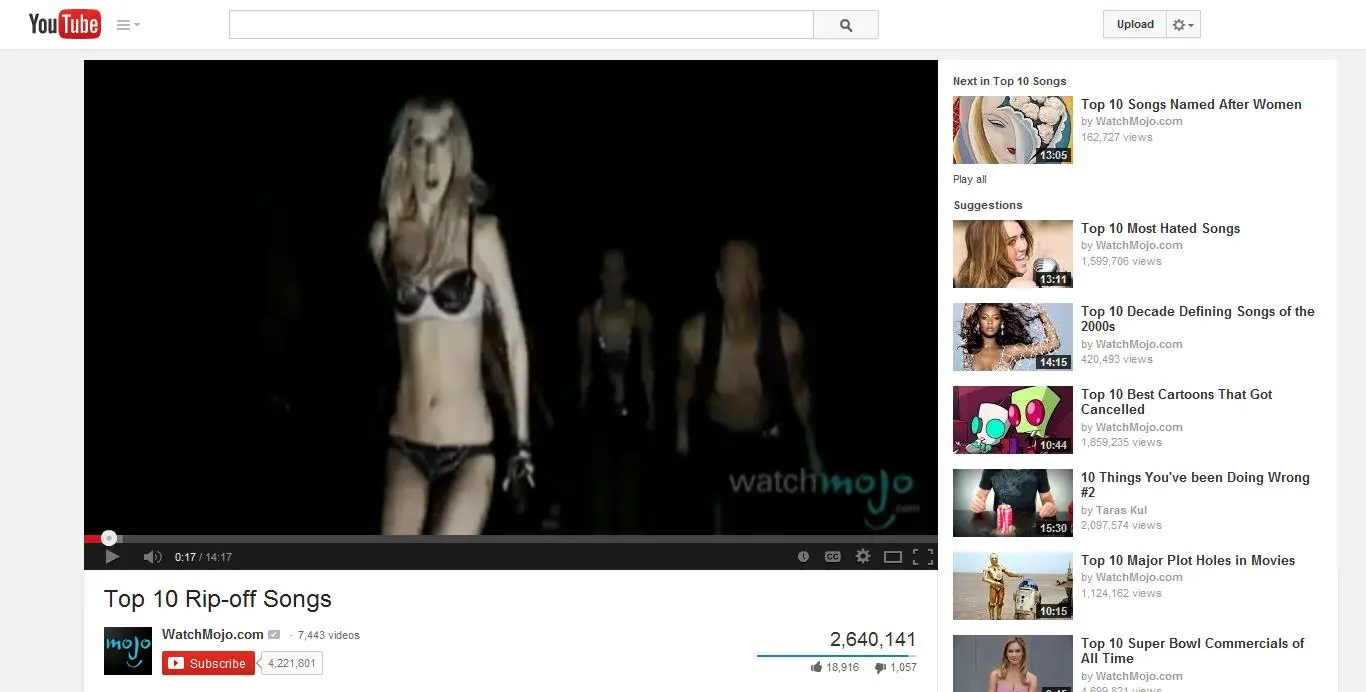 YouTube
Upload
watchmojo
.com
0:17 / 14:17
CC
Top 10 Rip-off Songs
mojo
WatchMojo.com - 7,443 videos
Subscribe 4,221,801
2,640,141
18,916 1,057
Next in Top 10 Songs
13:05
Top 10 Songs Named After Women
by WatchMojo.com
162,727 views
Play all
Suggestions
13:11
Top 10 Most Hated Songs
by WatchMojo.com
1,599,706 views
14:15
Top 10 Decade Defining Songs of the
2000s
by WatchMojo.com
420,493 views
10:44
Top 10 Best Cartoons That Got
Cancelled
by WatchMojo.com
1,859,235 views
15:30
10 Things You've been Doing Wrong
#2
by Taras Kul
2,097,574 views
10:15
Top 10 Major Plot Holes in Movies
by WatchMojo.com
1,124,162 views
Top 10 Super Bowl Commercials of
All Time
by WatchMojo.com